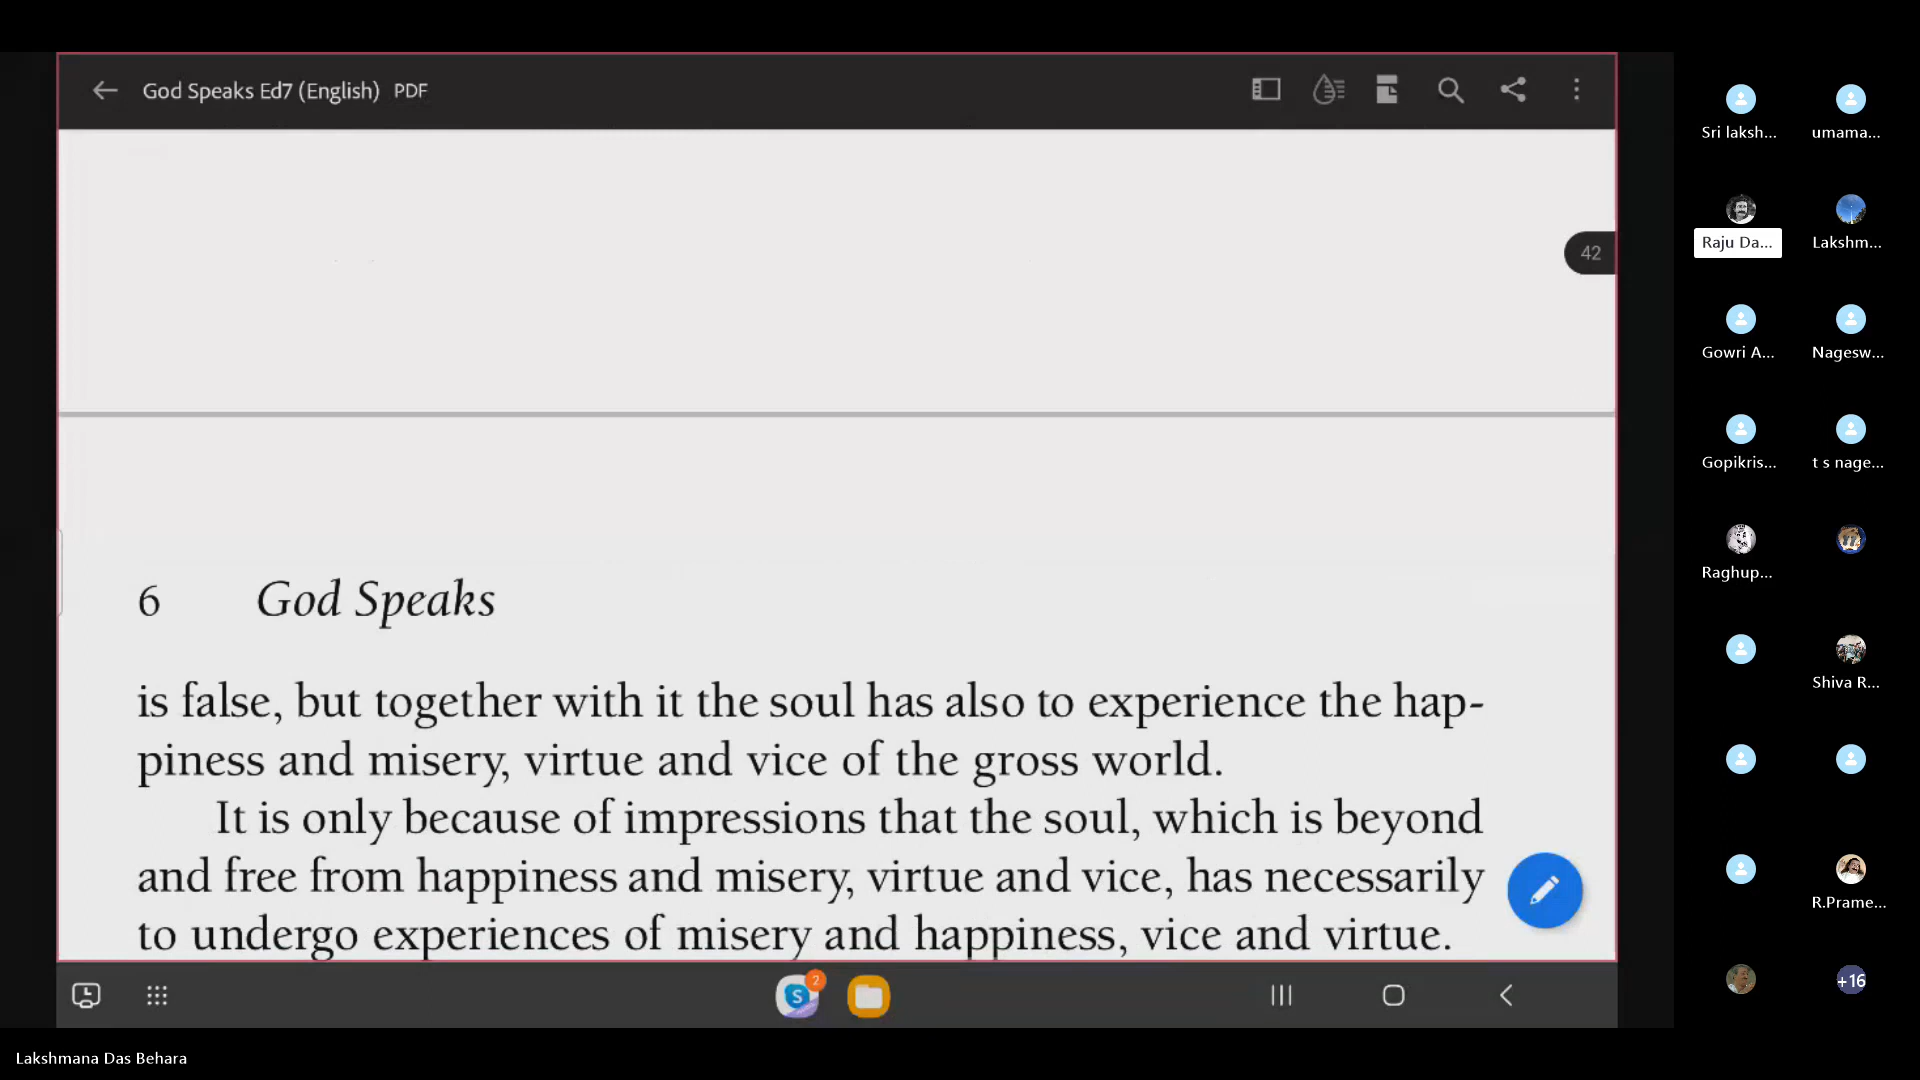 God Speaks Ed7 (English) PDF
42
6 God Speaks
is false, but together with it the soul has also to experience the hap-
piness and misery, virtue and vice of the gross world.
It is only because of impressions that the soul, which is beyond
and free from happiness and misery, virtue and vice, has necessarily
to undergo experiences of misery and happiness, vice and virtue.
S 2
Sri laksh... umama...
Raju Da... Lakshm...
Gowri A... Nagesw...
Gopikris... t s nage...
Raghup...
Shiva R...
R.Prame...
+16
Lakshmana Das Behara